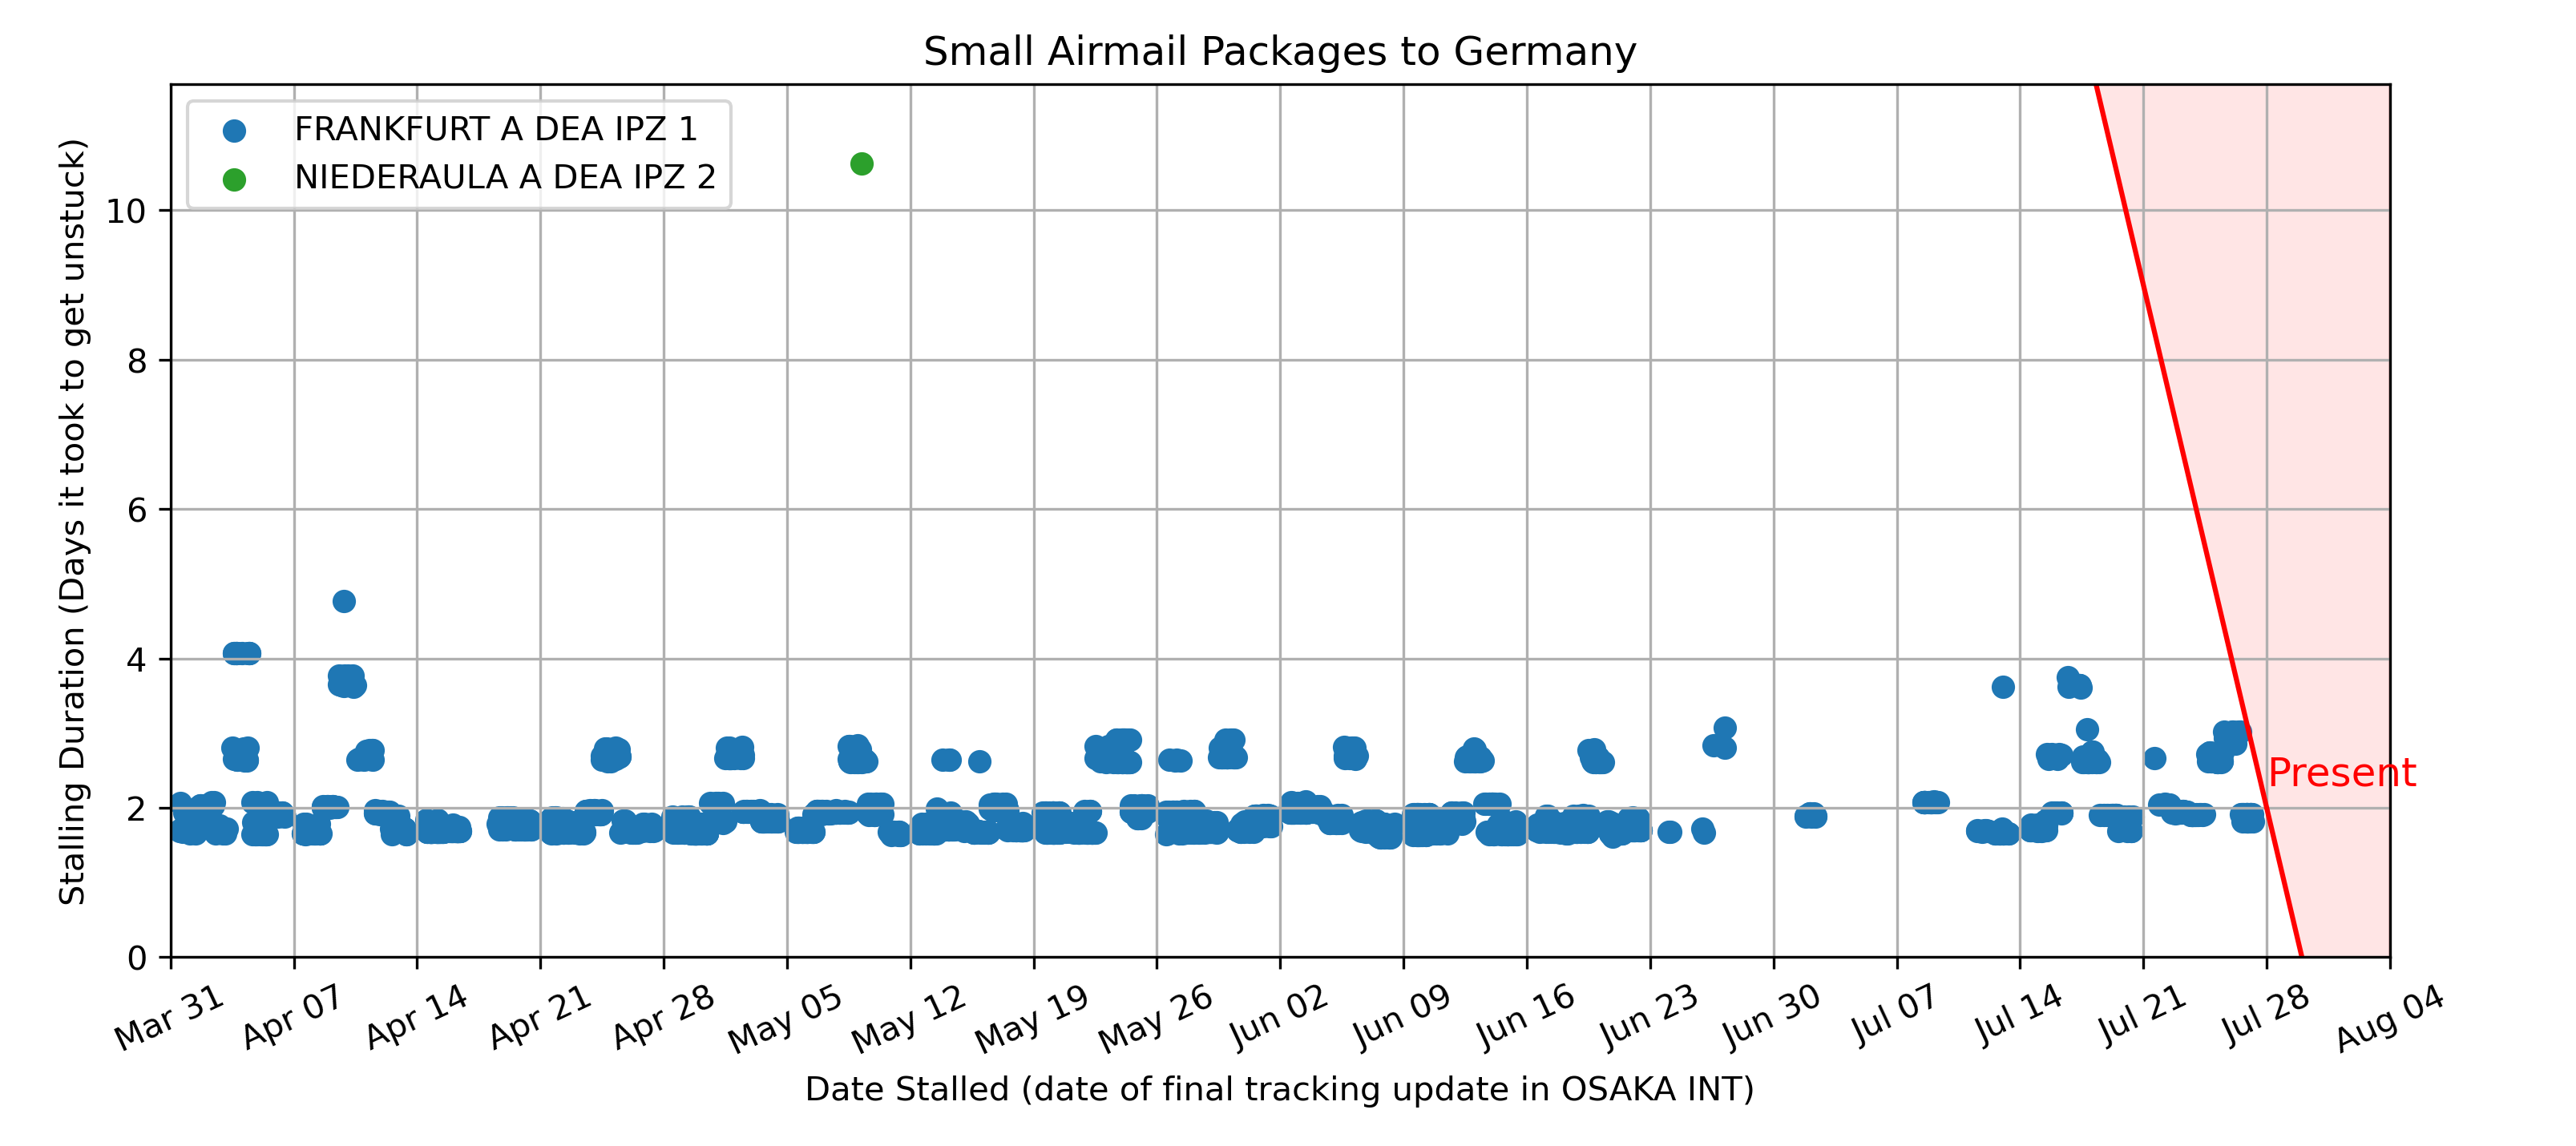 Small Airmail Packages to Germany
FRANKFURT A DEA IPZ 1
NIEDERAULA A DEA IPZ 2
Stalling Duration (Days it took to get unstuck)
10
8
6
4
2
0
Present
Mar 31
Apr 07
Apr 14
Apr 21
Apr 28
May 05
May 12
May 19
May 26
Jun 02
Jun 09
Jun 16
Jun 23
Jun 30
Jul 07
Jul 14
Jul 21
Jul 28
Aug 04
Date Stalled (date of final tracking update in OSAKA INT)